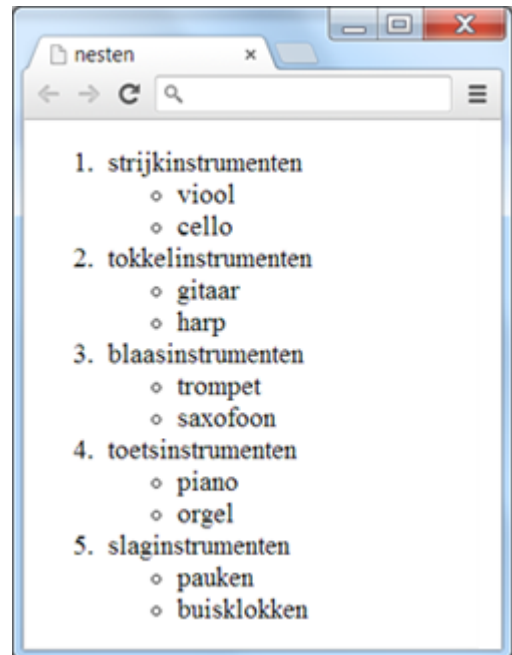 nesten
1. strijkinstrumenten
◦ viool
◦ cello
2. tokkelinstrumenten
◦ gitaar
◦ harp
3. blaasinstrumenten
◦ trompet
◦ saxofoon
4. toetsinstrumenten
◦ piano
◦ orgel
5. slaginstrumenten
◦ pauken
◦ buisklokken